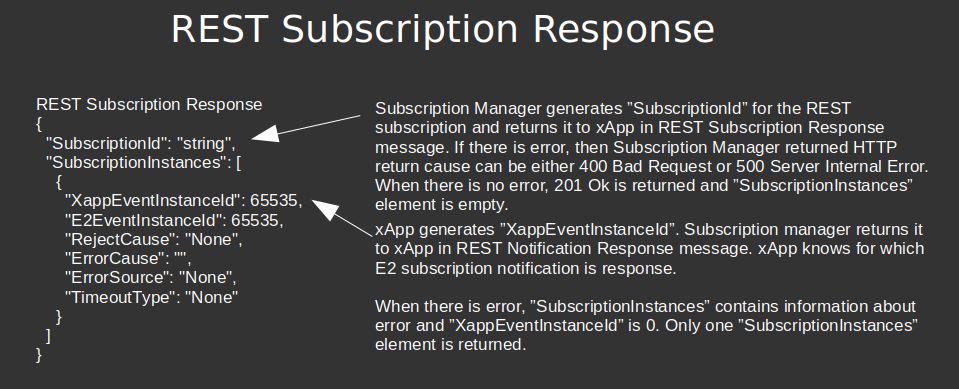 REST Subscription Response
REST Subscription Response
{
"SubscriptionId": "string",
"SubscriptionInstances": [
{
"XappEventInstanceId": 65535,
"E2EventInstanceId": 65535,
"RejectCause": "None",
"ErrorCause": "",
"ErrorSource": "None",
"TimeoutType": "None"
}
]
}
Subscription Manager generates ”SubscriptionId” for the REST
subscription and returns it to xApp in REST Subscription Response
message. If there is error, then Subscription Manager returned HTTP
return cause can be either 400 Bad Request or 500 Server Internal Error.
When there is no error, 201 Ok is returned and ”SubscriptionInstances”
element is empty.
xApp generates ”XappEventInstanceId”. Subscription manager returns it
to xApp in REST Notification Response message. xApp knows for which
E2 subscription notification is response.
When there is error, ”SubscriptionInstances” contains information about
error and ”XappEventInstanceId” is 0. Only one ”SubscriptionInstances”
element is returned.